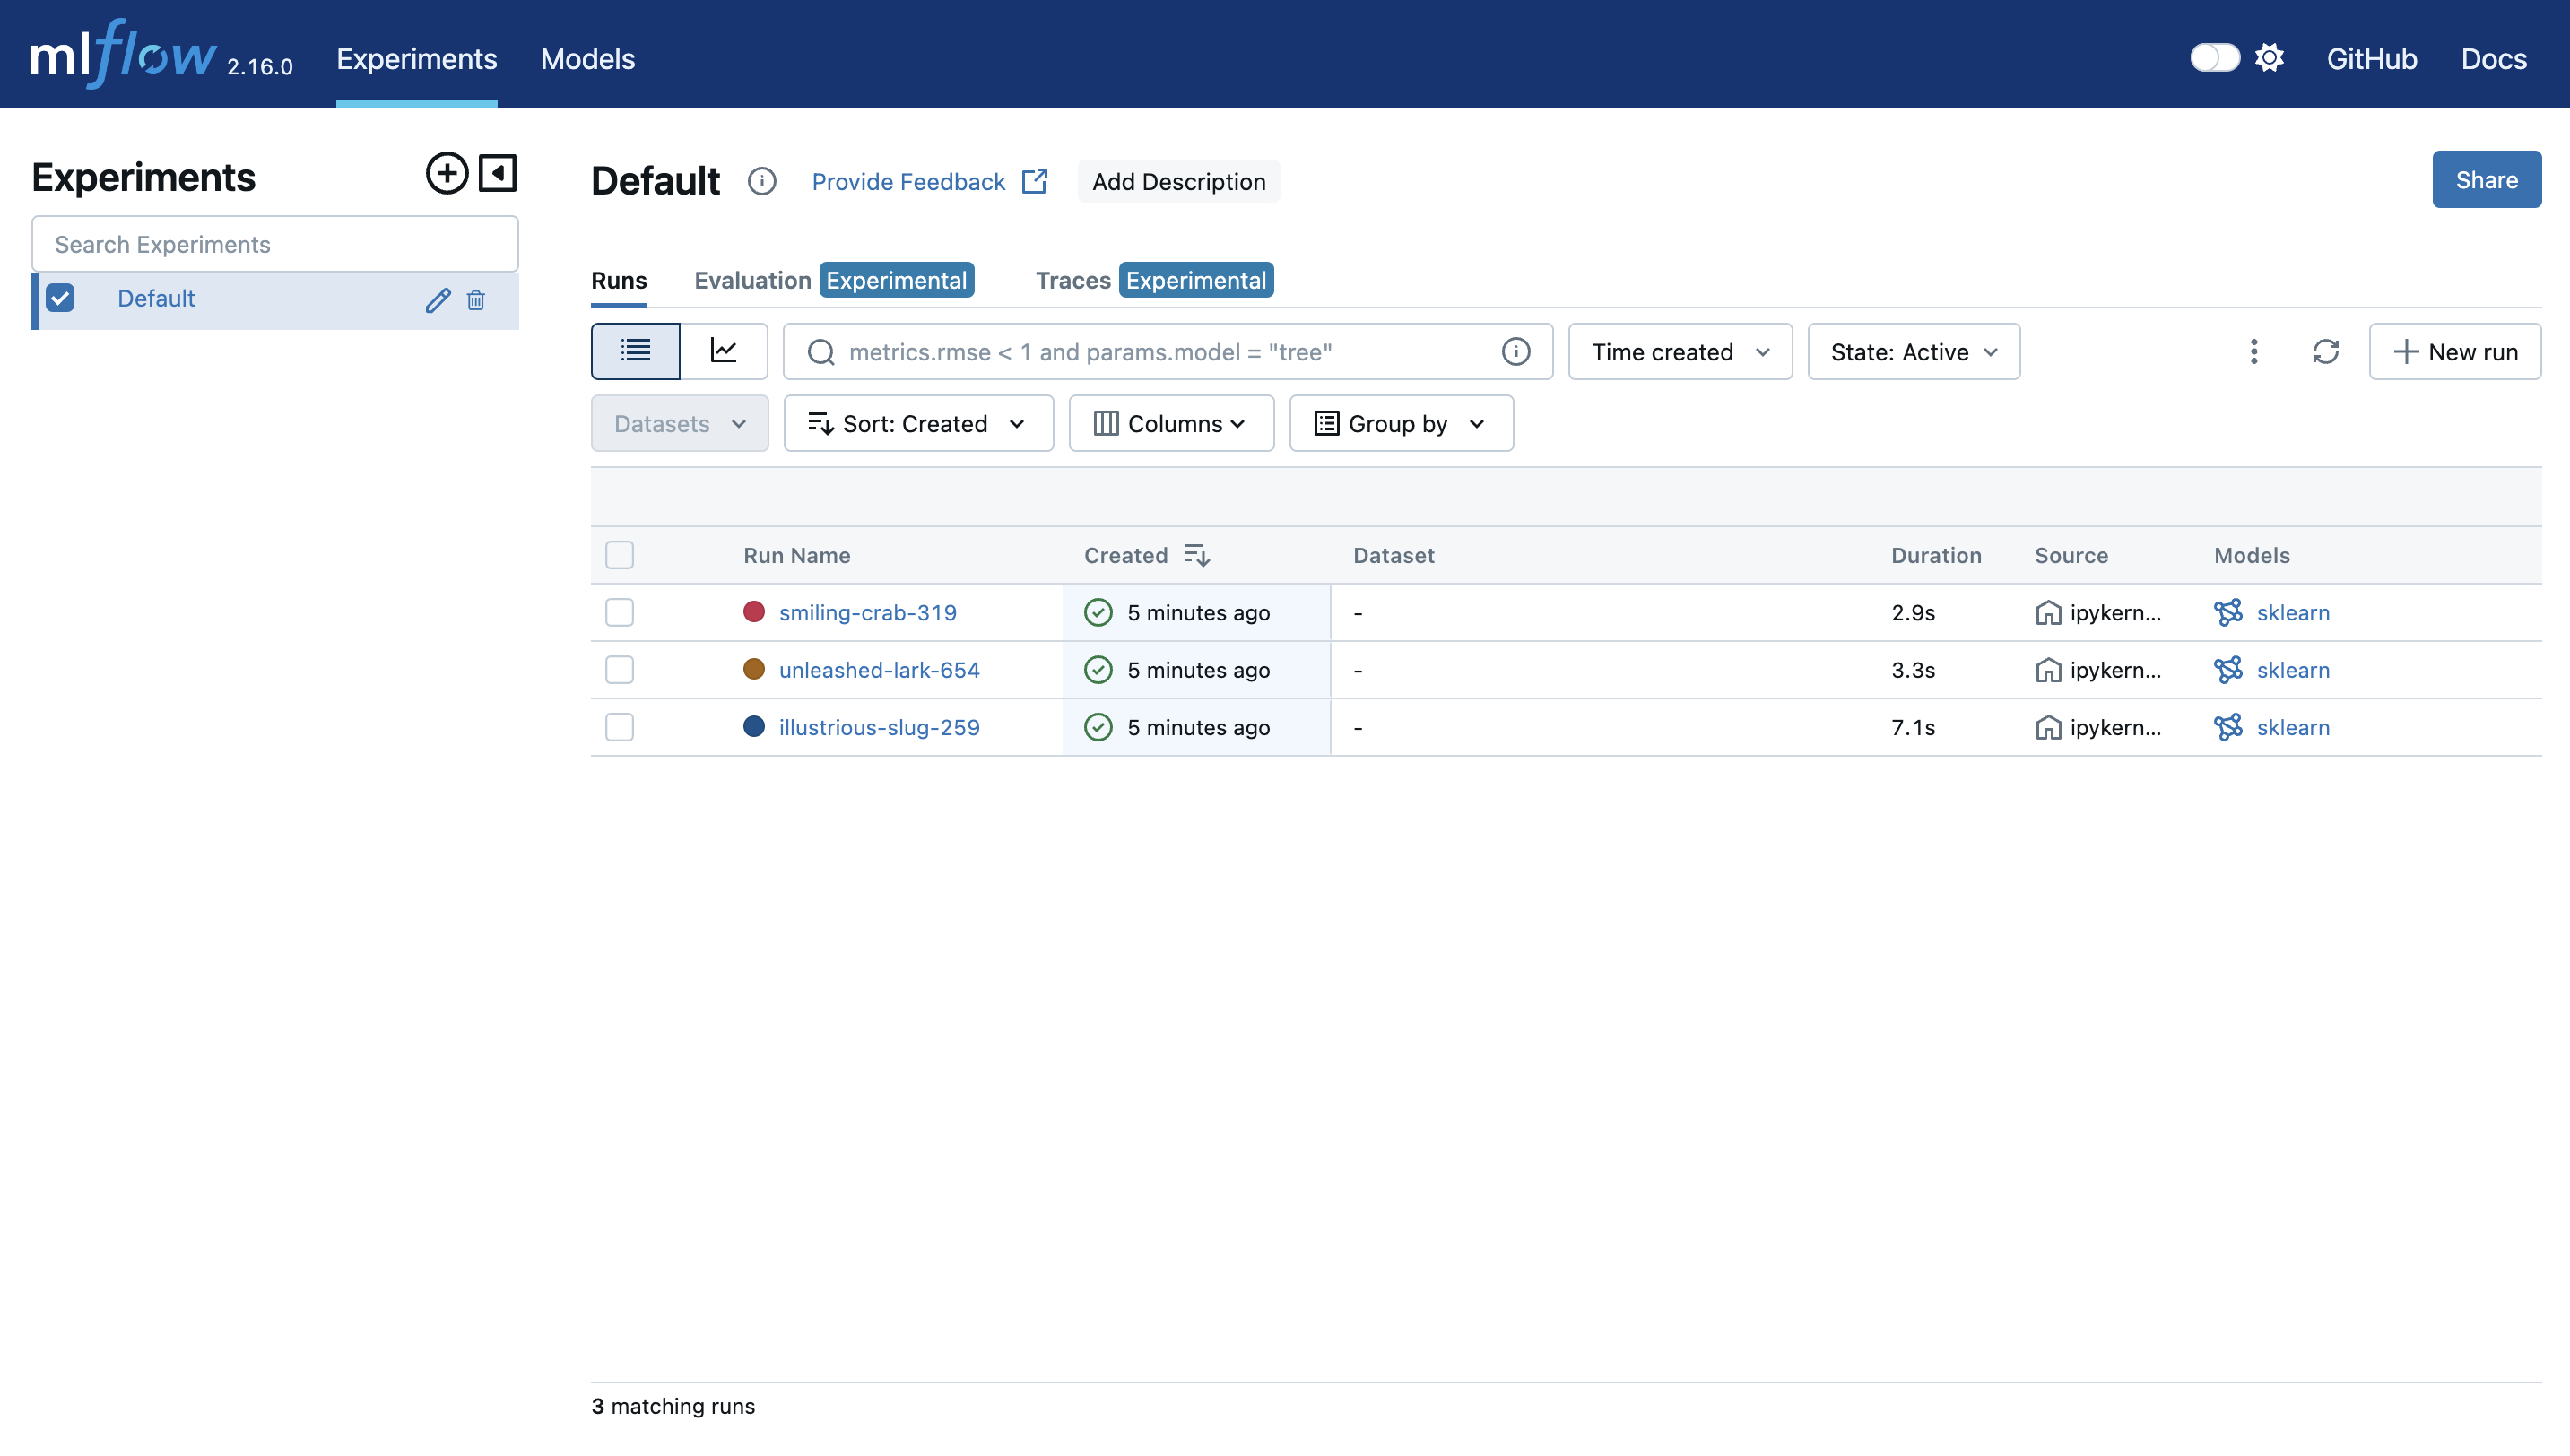 mlflow 2.16.0 Experiments Models GitHub Docs
Experiments
Search Experiments
Default
Default Provide Feedback Add Description Share
Runs Evaluation Experimental Traces Experimental
metrics.rmse < 1 and params.model = "tree" Time created State: Active New run
Datasets Sort: Created Columns Group by
Run Name Created Dataset Duration Source Models
smiling-crab-319 5 minutes ago - 2.9s ipykern... sklearn
unleashed-lark-654 5 minutes ago - 3.3s ipykern... sklearn
illustrious-slug-259 5 minutes ago - 7.1s ipykern... sklearn
3 matching runs